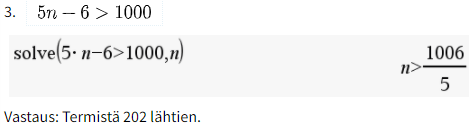 3. 5n − 6 > 1000
solve(5· n−6>1000,n) n>1006/5
Vastaus: Termistä 202 lähtien.